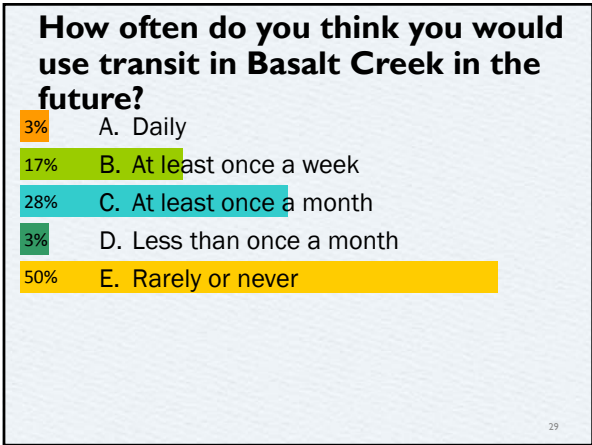 How often do you think you would
use transit in Basalt Creek in the
future?
3% A. Daily
17% B. At least once a week
28% C. At least once a month
3% D. Less than once a month
50% E. Rarely or never
29